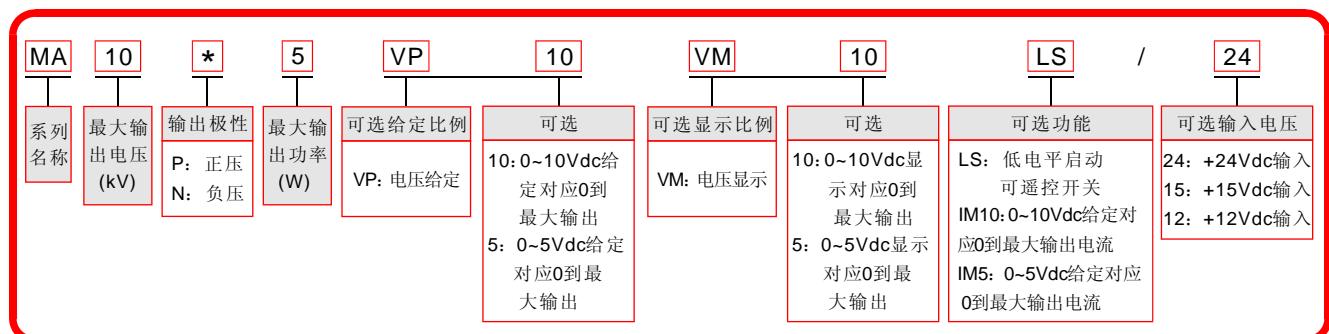 MA 10 * 5 VP 10 VM 10 LS / 24
系列
名称
最大输
出电压
(kV)
输出极性
P：正压
N：负压
最大输
出功率
(W)
可选给定比例
VP：电压给定
可选
10：0~10Vdc给
定对应0到
最大输出
5：0~5Vdc给定
对应0到最
大输出
可选显示比例
VM：电压显示
可选
10：0~10Vdc显
示对应0到
最大输出
5：0~5Vdc显示
对应0到最
大输出
可选功能
LS：低电平启动
可遥控开关
IM10：0~10Vdc给定对
应0到最大输出电流
IM5：0~5Vdc给定对应
0到最大输出电流
可选输入电压
24：+24Vdc输入
15：+15Vdc输入
12：+12Vdc输入